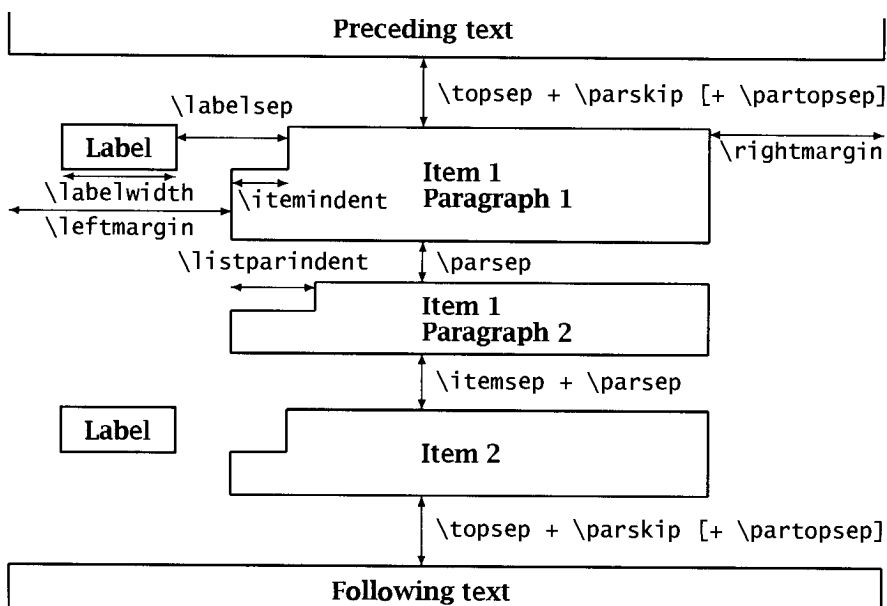 Preceding text
\topsep + \parskip [+ \partopsep]
\labelsep
Label
\rightmargin
Item 1
Paragraph 1
\labelwidth
\itemindent
\leftmargin
\listparindent
\parsep
Item 1
Paragraph 2
\itemsep + \parsep
Label
Item 2
\topsep + \parskip [+ \partopsep]
Following text